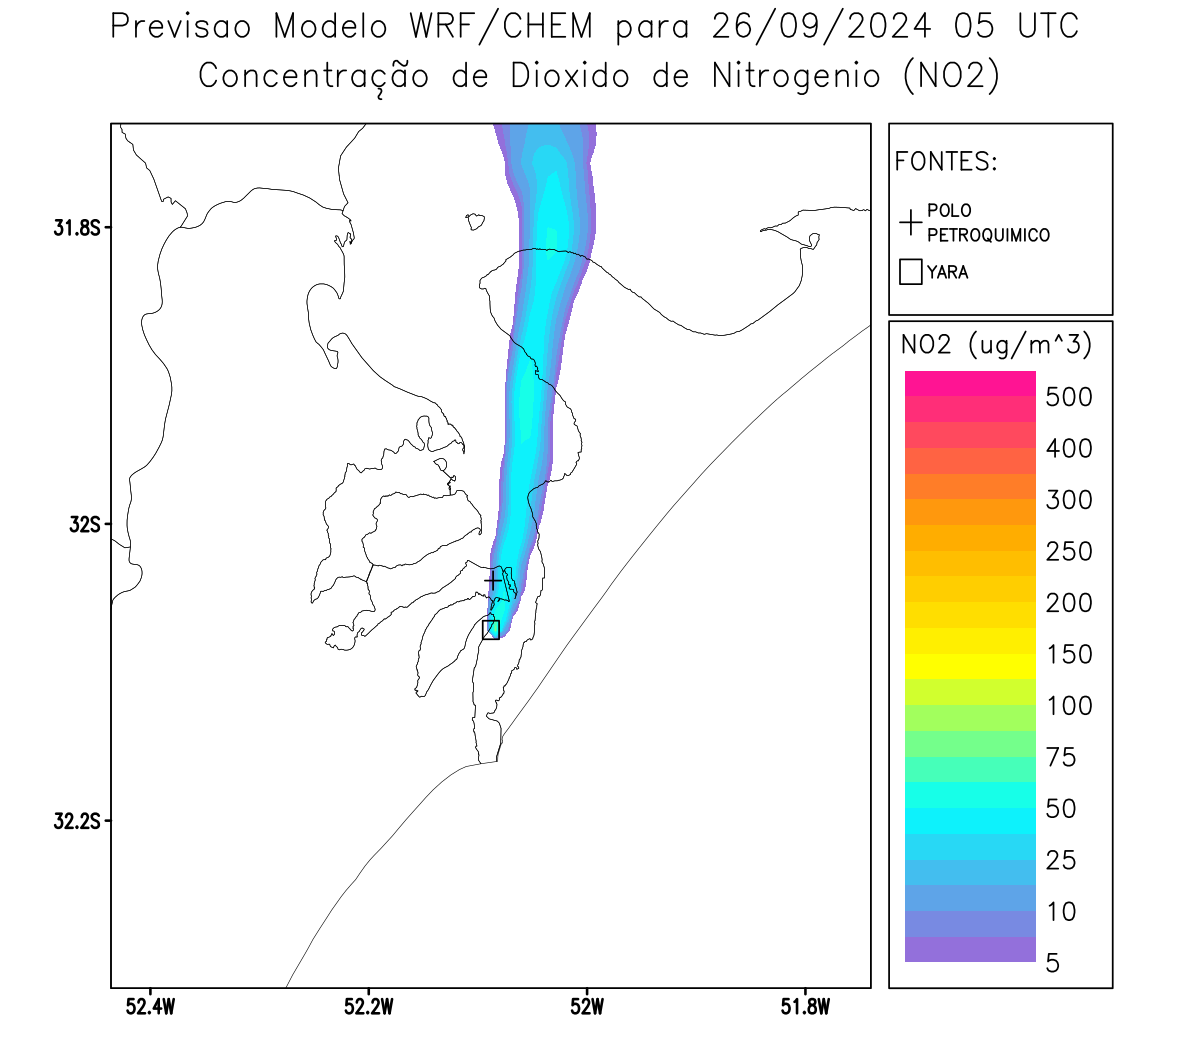 Previsao Modelo WRF/CHEM para 26/09/2024 05 UTC
Concentração de Dioxido de Nitrogenio (NO2)
FONTES:
POLO
PETROQUIMICO
YARA
31.8S
32S
32.2S
52.4W
52.2W
52W
51.8W
NO2 (ug/m^3)
500
400
300
250
200
150
100
75
50
25
10
5